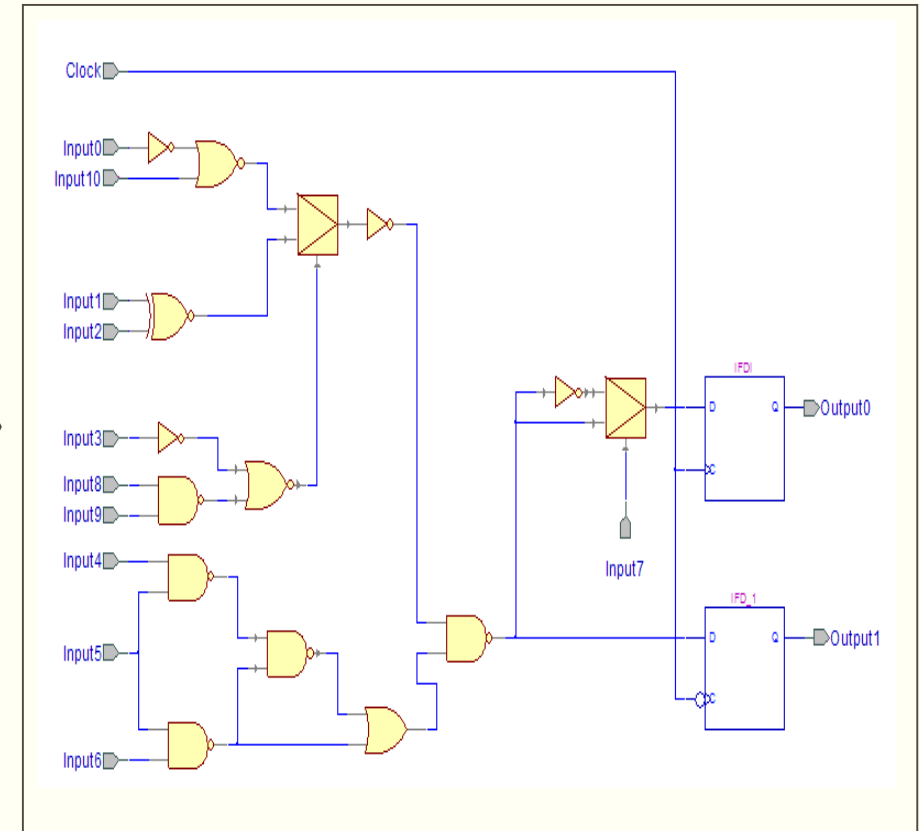 Clock
Input0
Input10
Input1
Input2
IFDI
D
Q
Output0
C
Input3
Input8
Input9
Input4
Input7
IFD_1
Input5
D
Q
Output1
C
Input6